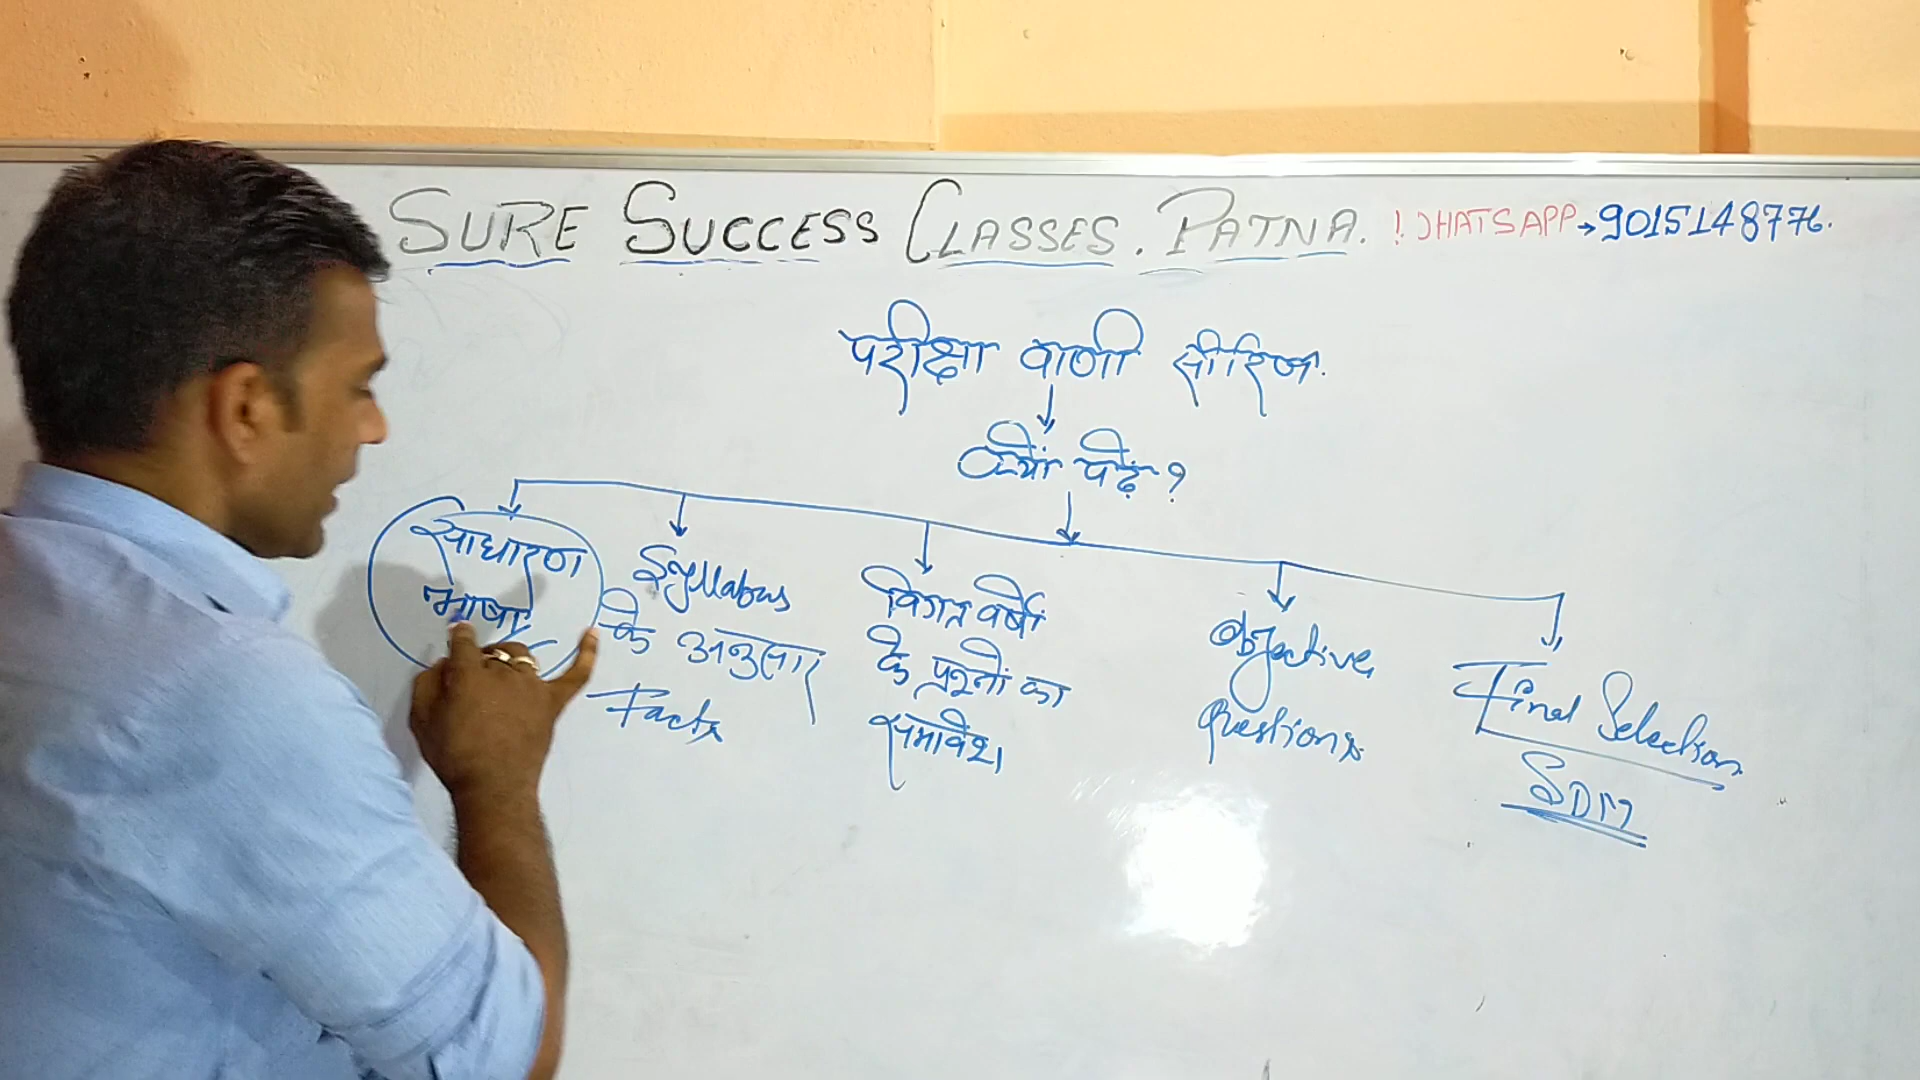 SURE SUCCESS CLASSES. PATNA. WHATSAPP→9015148776.
परीक्षा वाणी सीरिज.
क्यों पढ़ें ?
साधारण
भाषा
Syllabus
के अनुसार
Facts
विगत वर्षों
के प्रश्नों का
समावेश
Objective
Questions
Final Selection
SDM